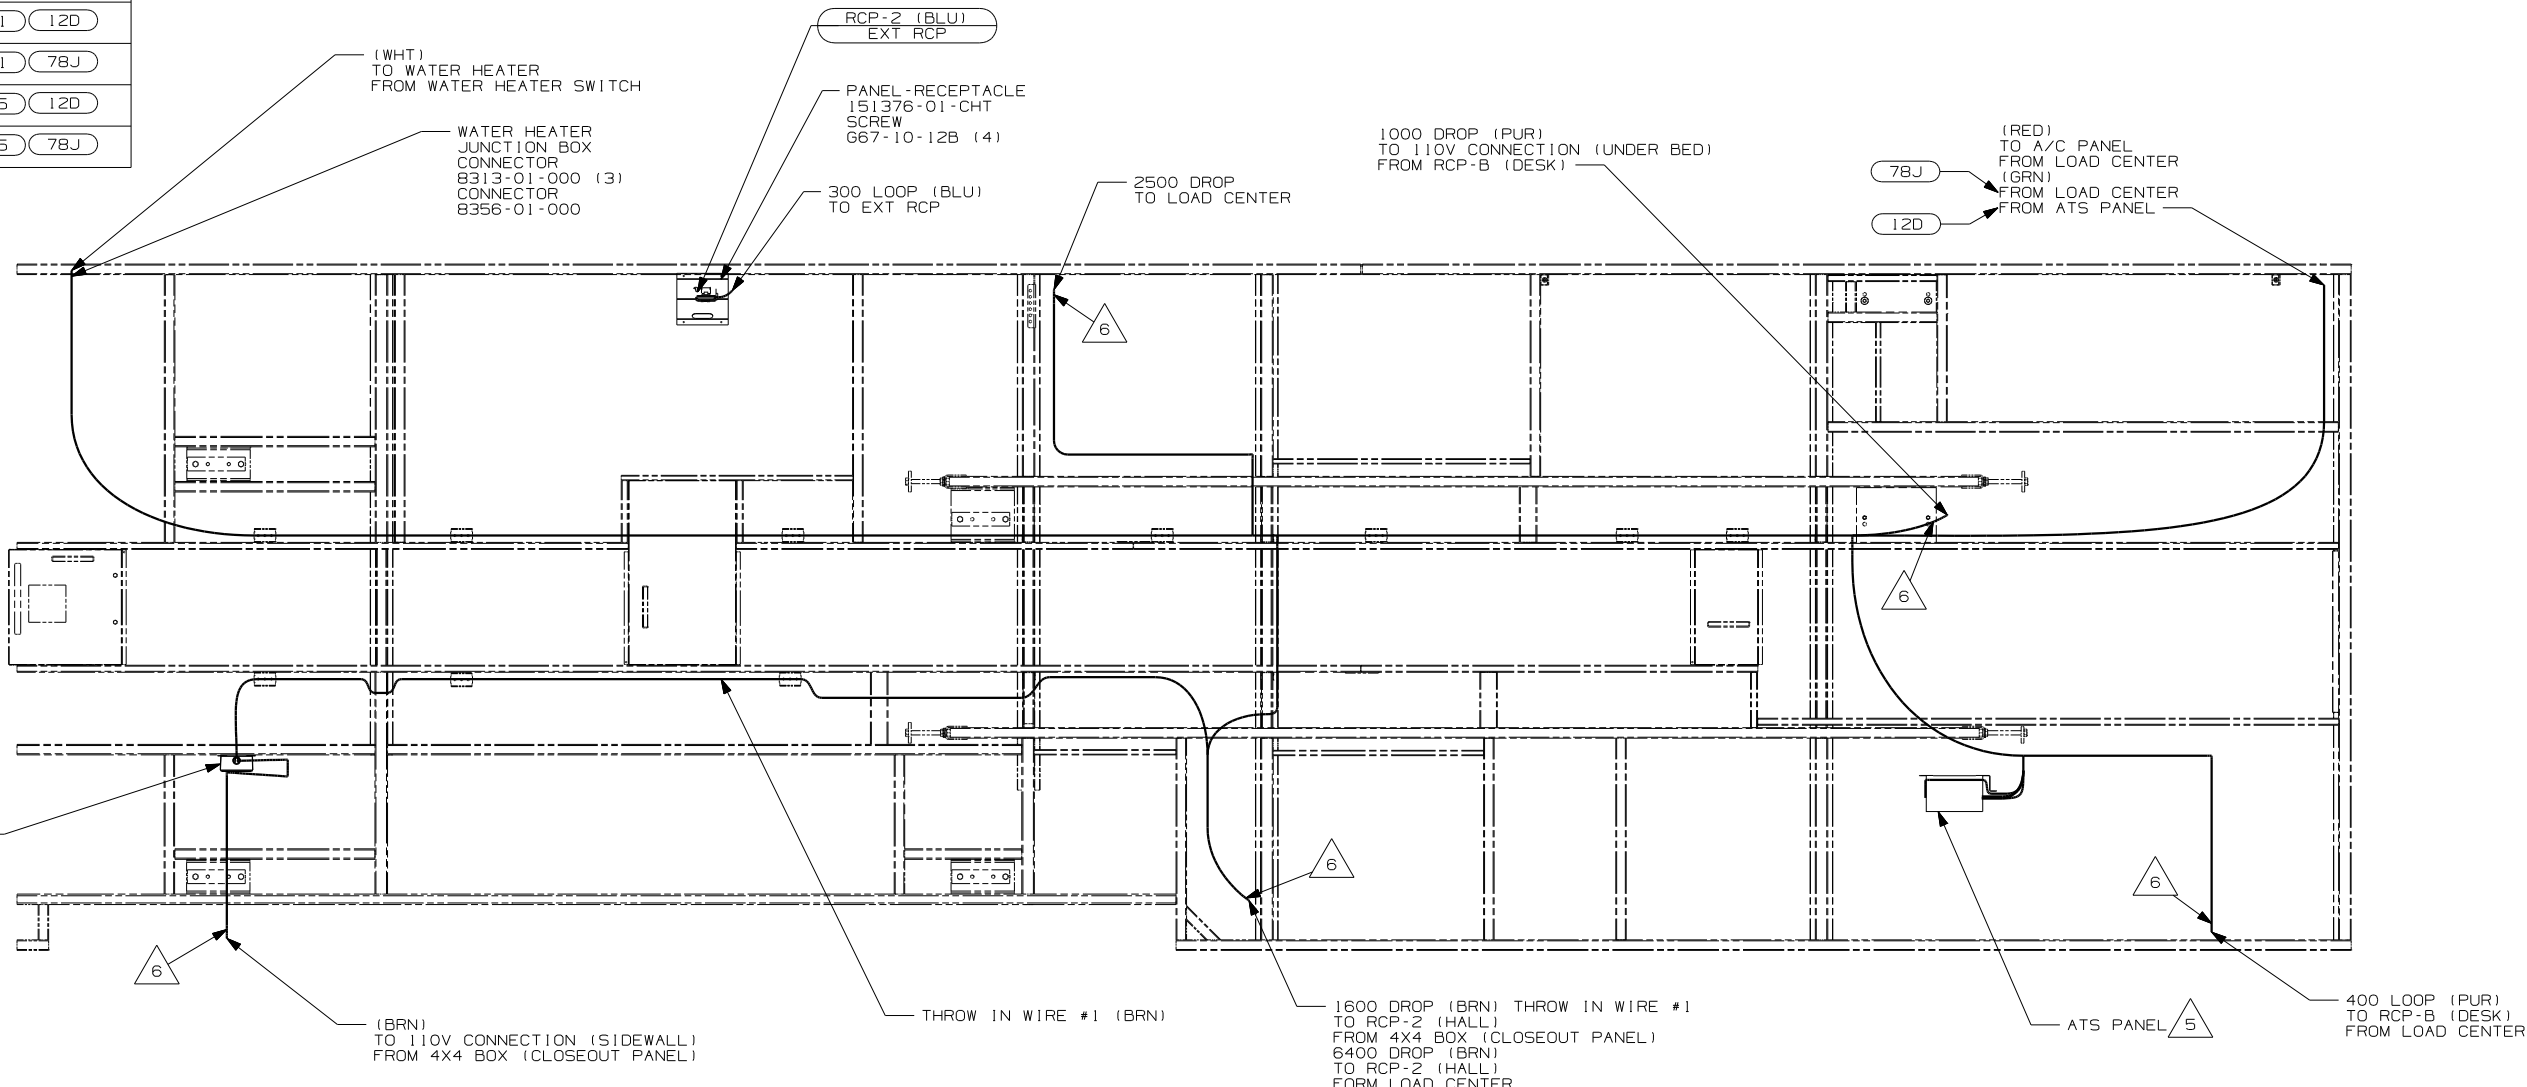 1 12D
1 78J
5 12D
5 78J
RCP-2 (BLU)
EXT RCP
(WHT)
TO WATER HEATER
FROM WATER HEATER SWITCH
PANEL-RECEPTACLE
151376-01-CHT
SCREW
G67-10-12B (4)
WATER HEATER
JUNCTION BOX
CONNECTOR
8313-01-000 (3)
CONNECTOR
8356-01-000
300 LOOP (BLU)
TO EXT RCP
2500 DROP
TO LOAD CENTER
1000 DROP (PUR)
TO 110V CONNECTION (UNDER BED)
FROM RCP-B (DESK)
(RED)
TO A/C PANEL
FROM LOAD CENTER
(GRN)
78J
FROM LOAD CENTER
FROM ATS PANEL
12D
6
6
6
6
6
(BRN)
TO 110V CONNECTION (SIDEWALL)
FROM 4X4 BOX (CLOSEOUT PANEL)
THROW IN WIRE #1 (BRN)
1600 DROP (BRN) THROW IN WIRE #1
TO RCP-2 (HALL)
FROM 4X4 BOX (CLOSEOUT PANEL)
6400 DROP (BRN)
TO RCP-2 (HALL)
FORM LOAD CENTER
ATS PANEL 5
400 LOOP (PUR)
TO RCP-B (DESK)
FROM LOAD CENTER